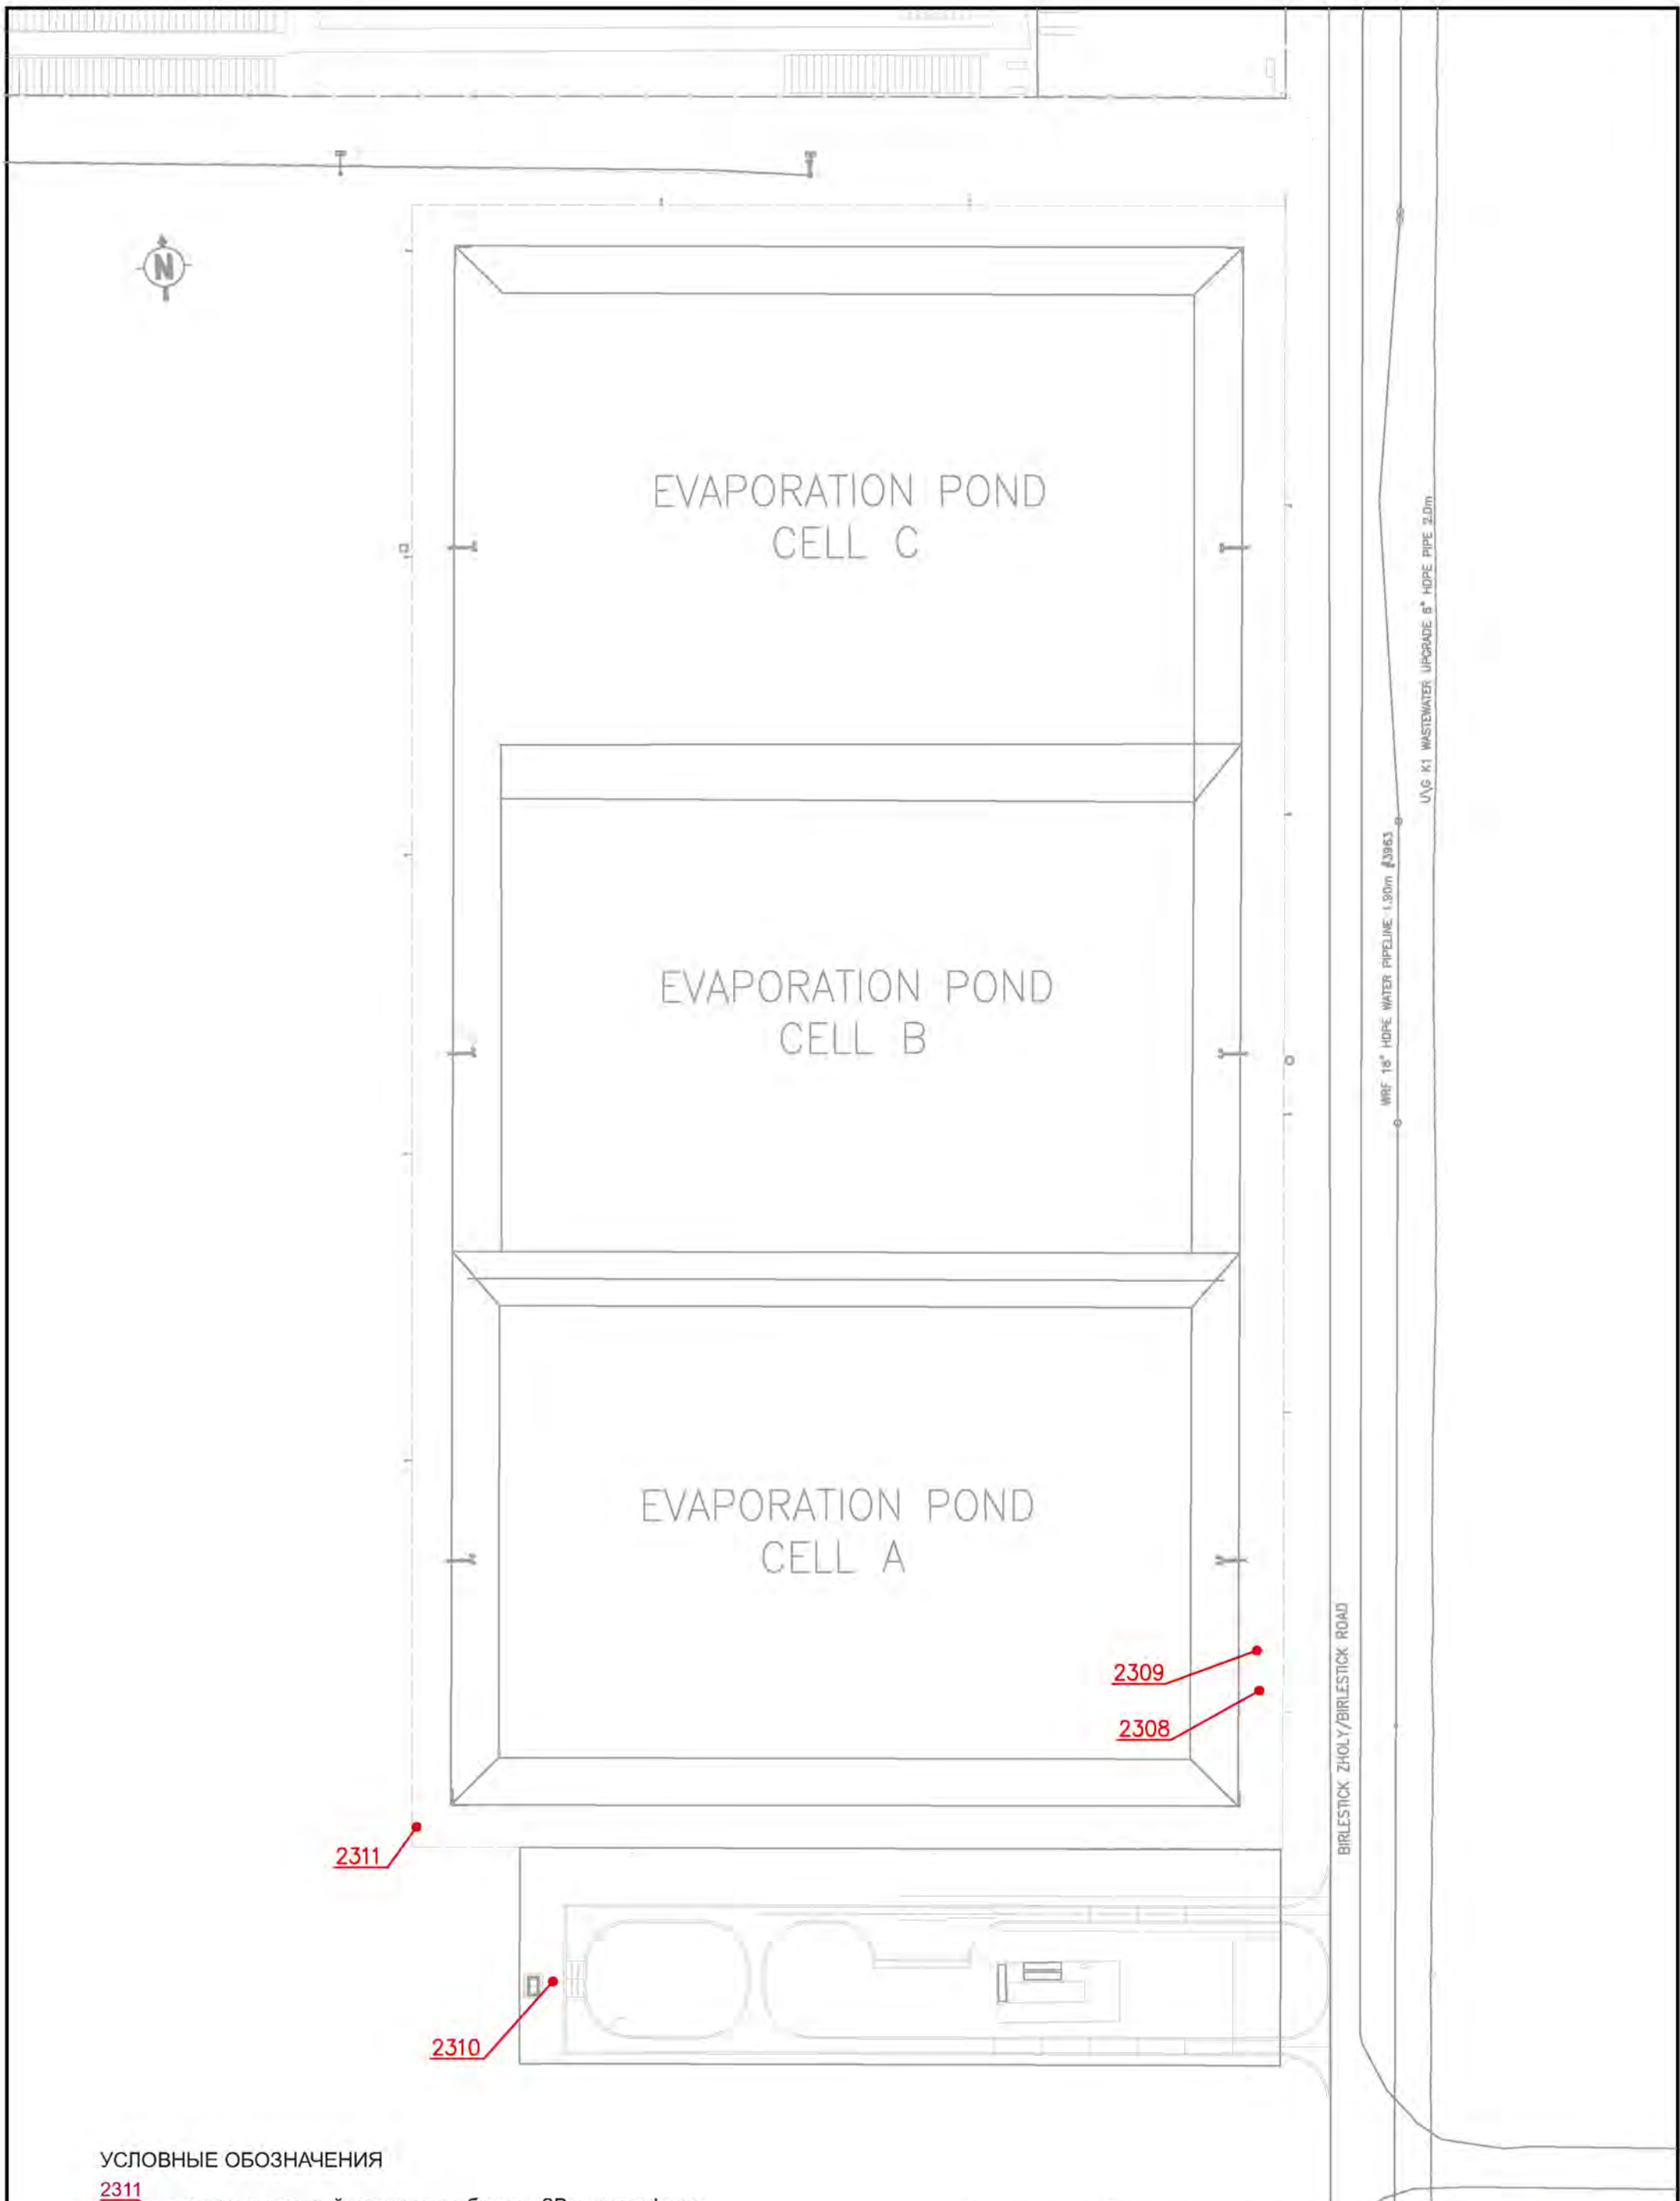 N
EVAPORATION POND
CELL C
U\G K1 WASTEWATER UPGRADE 6" HDPE PIPE 2.0m
WRF 18" HDPE WATER PIPELINE 1.90m
EVAPORATION POND
CELL B
EVAPORATION POND
CELL A
2309
2308
BIRLESTICK ZHOLY/BIRLESTICK ROAD
2311
2310
УСЛОВНЫЕ ОБОЗНАЧЕНИЯ
2311